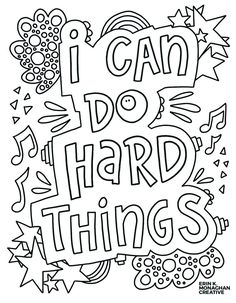 i CAN
DO
HARD
THINGS
ERIN K.
MONAGHAN
CREATIVE